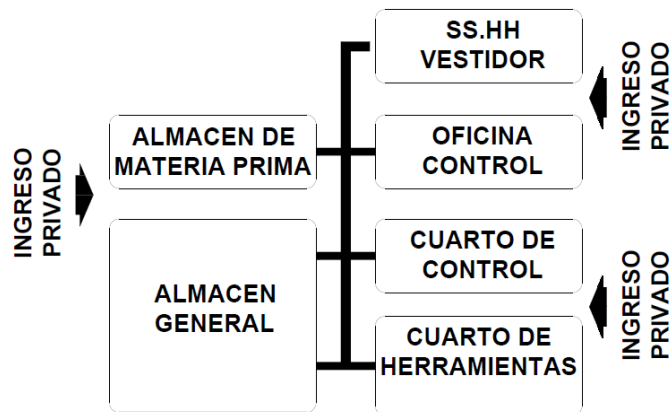 SS.HH
VESTIDOR
INGRESO
PRIVADO
ALMACEN DE
MATERIA PRIMA
OFICINA
CONTROL
INGRESO
PRIVADO
ALMACEN
GENERAL
CUARTO DE
CONTROL
CUARTO DE
HERRAMIENTAS
INGRESO
PRIVADO